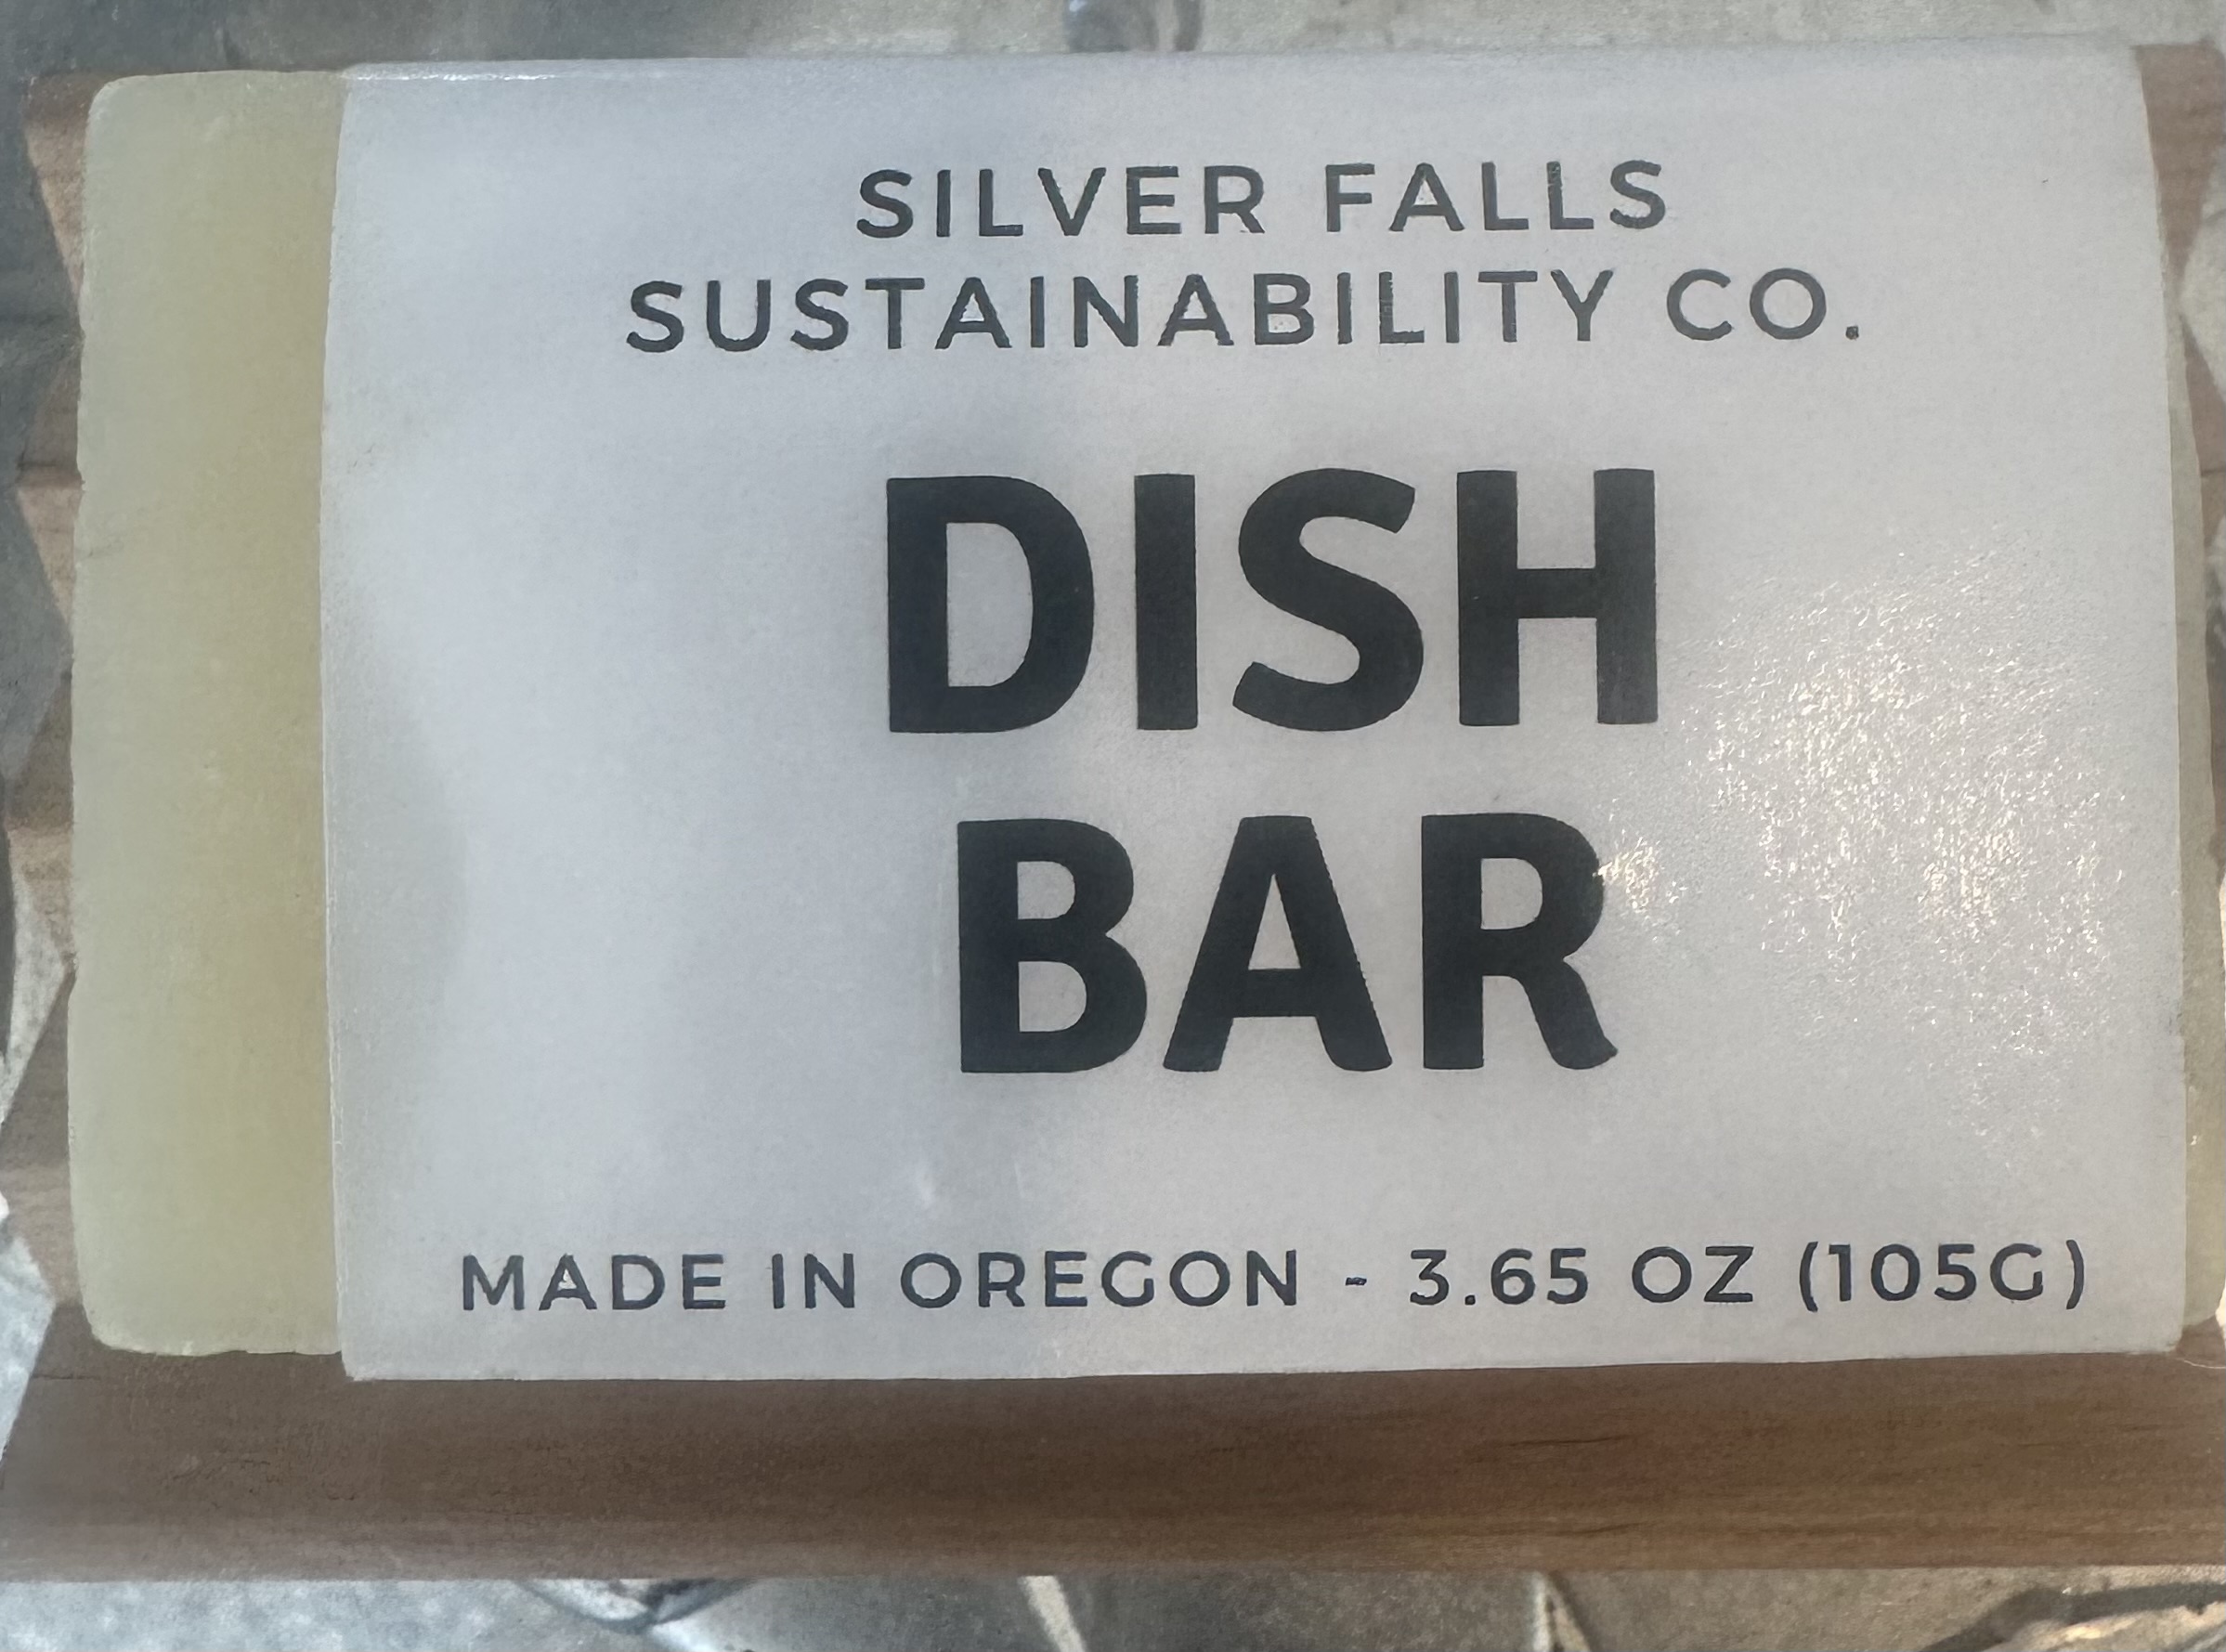 SILVER FALLS
SUSTAINABILITY CO.
DISH
BAR
MADE IN OREGON - 3.65 OZ (105G)